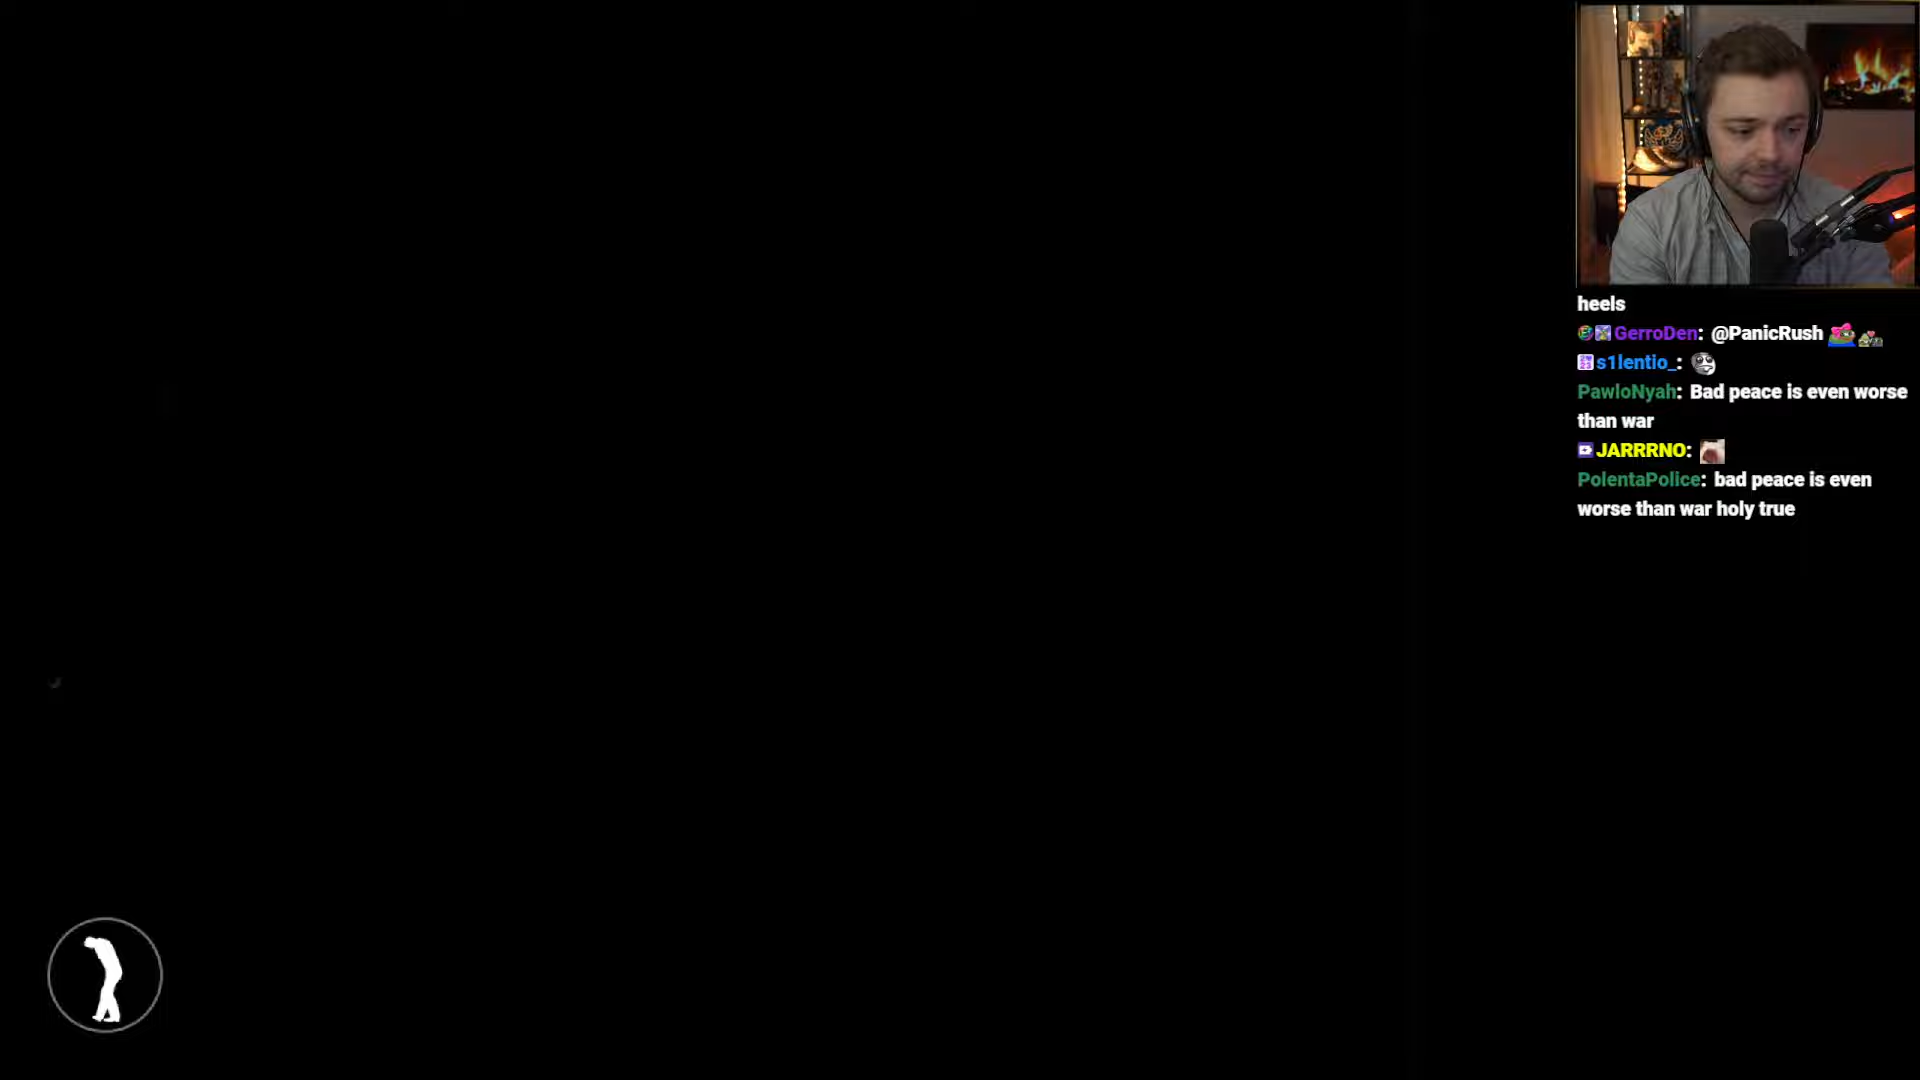 heels
GerroDen: @PanicRush
s1lentio_:
PawloNyah: Bad peace is even worse
than war
JARRRNO:
PolentaPolice: bad peace is even
worse than war holy true